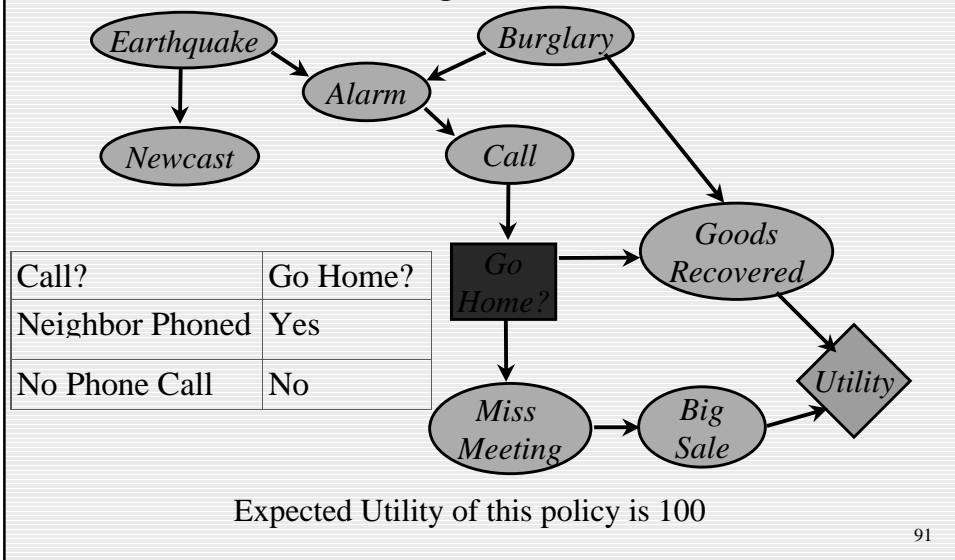 Earthquake
Burglary
Alarm
Newcast
Call
Goods
Recovered
Go
Home?
Call?	Go Home?
Neighbor Phoned	Yes
No Phone Call	No
Utility
Miss
Meeting
Big
Sale
Expected Utility of this policy is 100
91